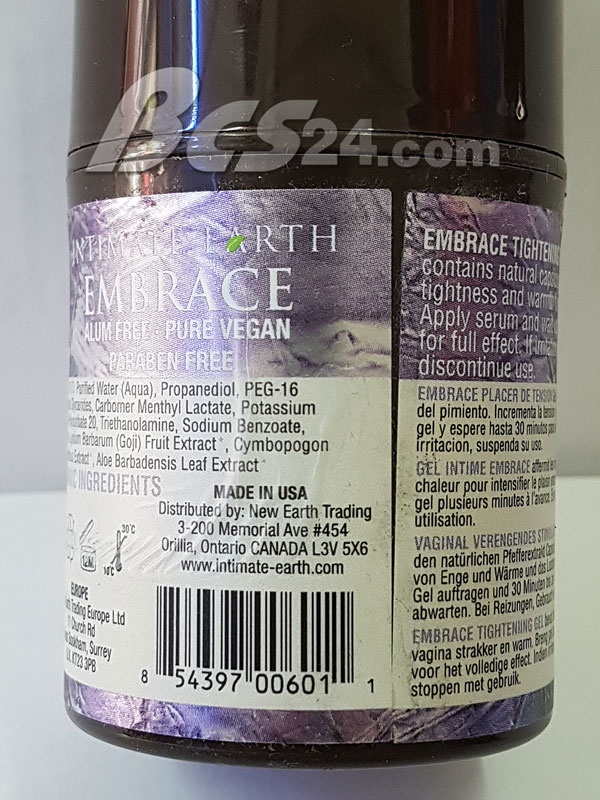 BCS24.com
INTIMATE EARTH
EMBRACE
ALUM FREE · PURE VEGAN
PARABEN FREE
Purified Water (Aqua), Propanediol, PEG-16
Carbomer Menthyl Lactate, Potassium
20, Triethanolamine, Sodium Benzoate,
Barbarum (Goji) Fruit Extract*, Cymbopogon
Extract*, Aloe Barbadensis Leaf Extract*
INGREDIENTS
MADE IN USA
Distributed by: New Earth Trading
3-200 Memorial Ave #454
Orillia, Ontario CANADA L3V 5X6
www.intimate-earth.com
30°C
12M
10°C
EUROPE
Trading Europe Ltd
Church Rd
Surrey
KT23 3PB
8 54397 00601 1
EMBRACE TIGHTENING
contains natural
tightness and
Apply serum and
for full effect. If
discontinue use.
EMBRACE PLACER DE TENSION
del pimiento. Incrementa la
gel y espere hasta 30 minutos
irritacion, suspenda su uso.
GEL INTIME EMBRACE
chaleur pour intensifier le plaisir
gel plusieurs minutes à
utilisation.
VAGINAL VERENGENDES
den natürlichen Pfefferextrakt
von Enge und Wärme und das
Gel auftragen und 30 Minuten
abwarten. Bei Reizungen,
EMBRACE TIGHTENIING GEL
vagina strakker en warm. Breng
voor het volledige effect. Indien
stoppen met gebruik.